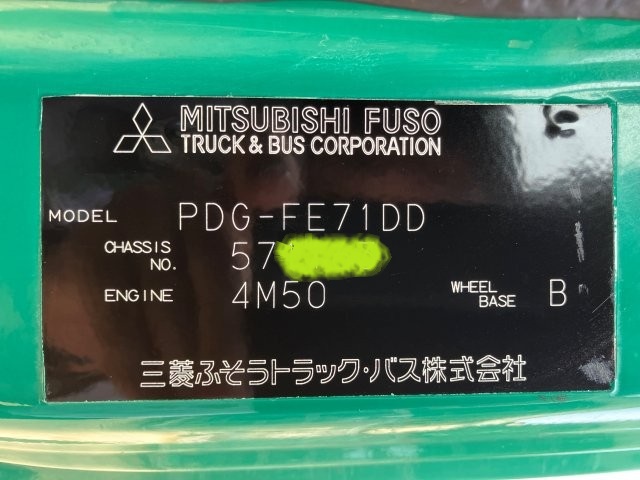 MITSUBISHI FUSO
TRUCK & BUS CORPORATION
MODEL PDG-FE71DD
CHASSIS NO. 57
ENGINE 4M50 WHEEL BASE B
三菱ふそうトラック・バス株式会社